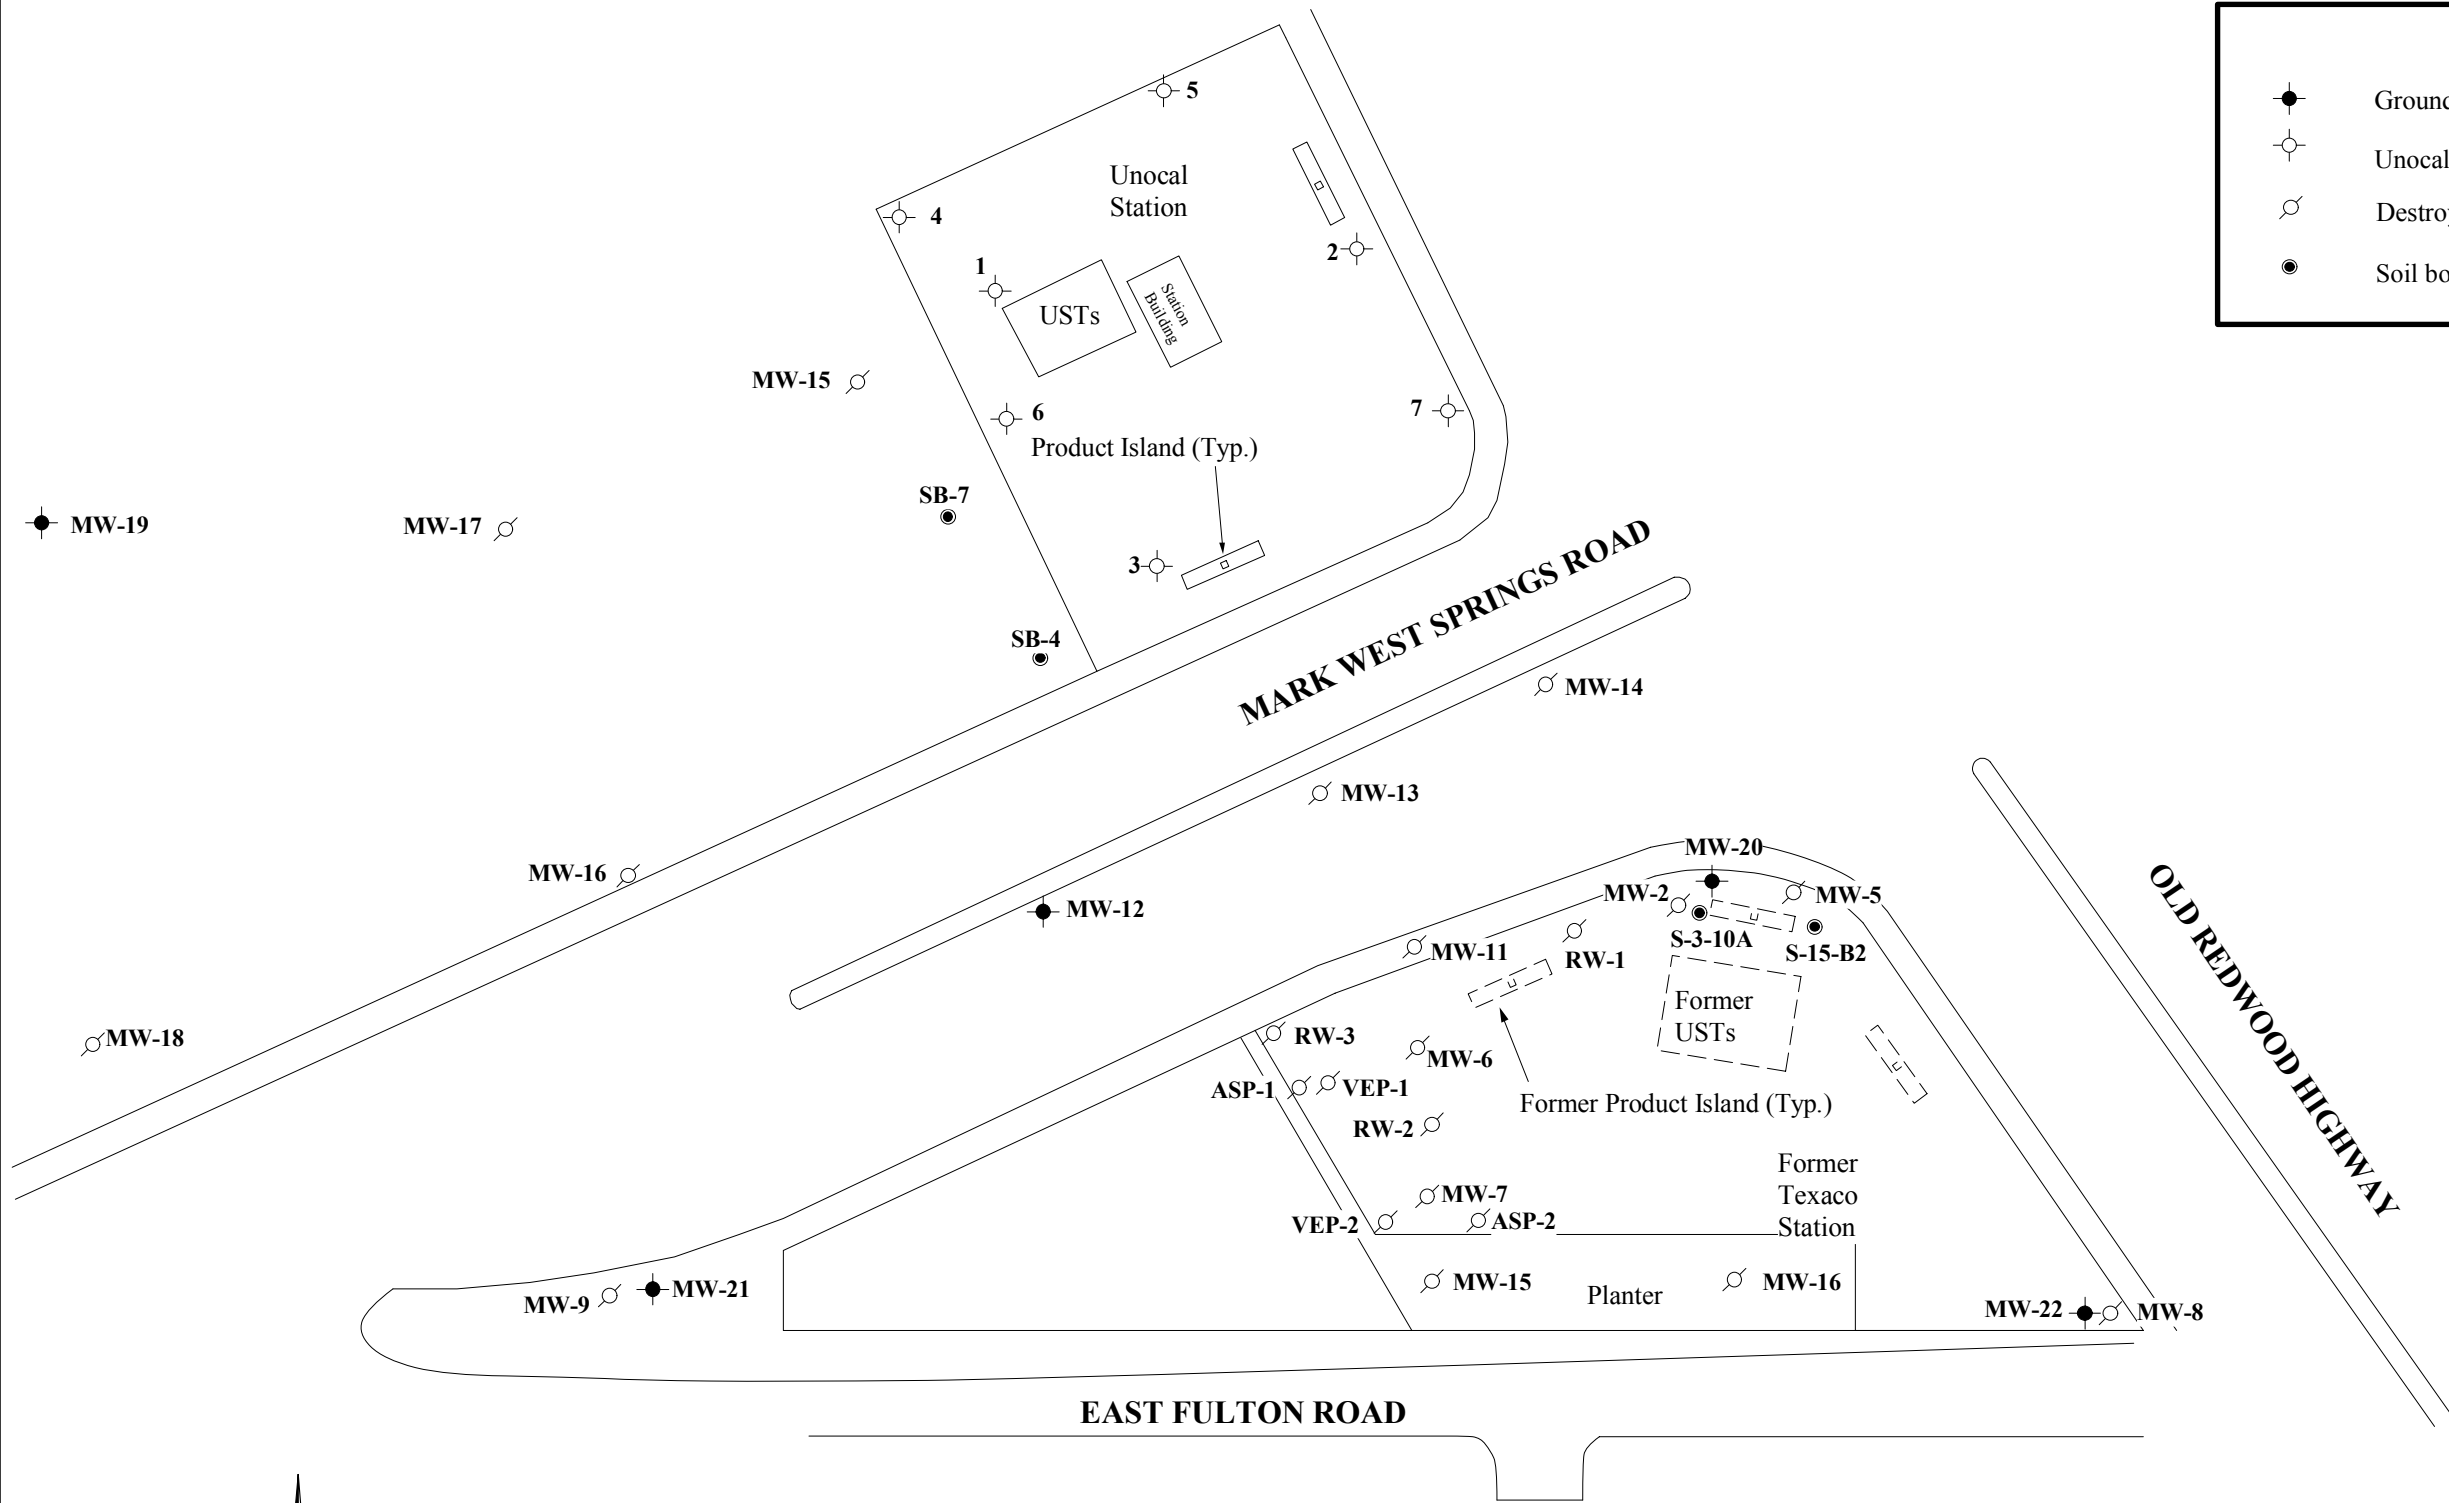 5
Ground
Unocal
Destro
Soil bo
Unocal
Station
4
2
1
USTs
Station
Building
MW-15
6
7
Product Island (Typ.)
SB-7
MW-19
MW-17
3
MARK WEST SPRINGS ROAD
SB-4
MW-14
MW-13
MW-20
MW-16
MW-2
MW-5
MW-12
S-3-10A
MW-11
RW-1
S-15-B2
OLD REDWOOD HIGHWAY
Former
USTs
MW-18
RW-3
MW-6
ASP-1
VEP-1
Former Product Island (Typ.)
RW-2
Former
Texaco
Station
MW-7
VEP-2
ASP-2
MW-15
MW-16
Planter
MW-9
MW-21
MW-22
MW-8
EAST FULTON ROAD